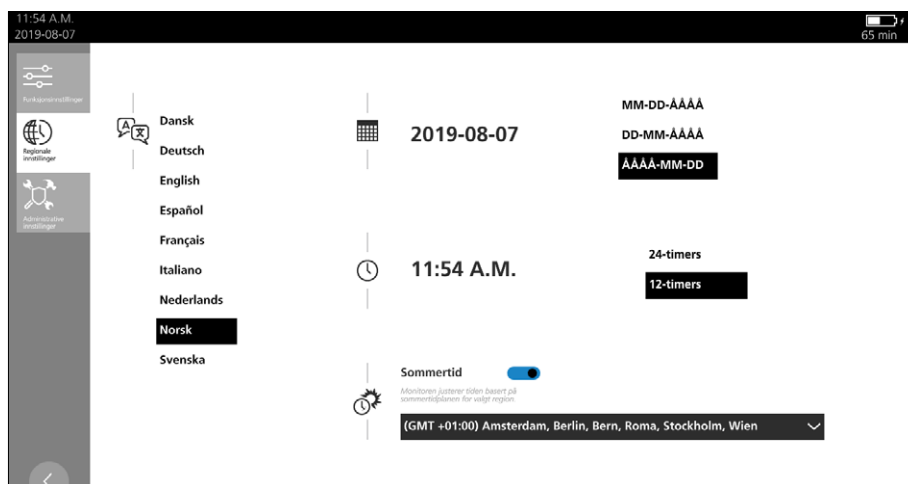 11:54 A.M.
2019-08-07
65 min
Funksjonsinnstillinger
Regionale
innstillinger
Administrative
innstillinger
Dansk
Deutsch
English
Español
Français
Italiano
Nederlands
Norsk
Svenska
2019-08-07
MM-DD-ÅÅÅÅ
DD-MM-ÅÅÅÅ
ÅÅÅÅ-MM-DD
11:54 A.M.
24-timers
12-timers
Sommertid
Monitoren justerer tiden basert på
sommertidplanen for valgt region.
(GMT +01:00) Amsterdam, Berlin, Bern, Roma, Stockholm, Wien